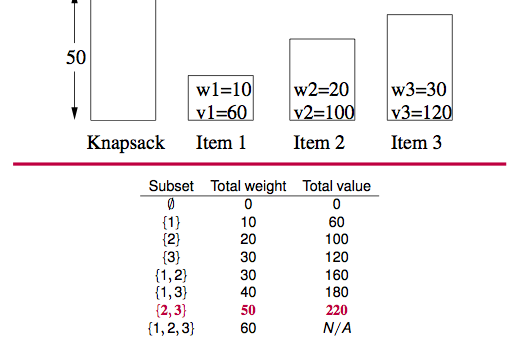 50
w1=10 w2=20 w3=30
v1=60 v2=100 v3=120
Knapsack Item 1 Item 2 Item 3
Subset Total weight Total value
∅ 0 0
{1} 10 60
{2} 20 100
{3} 30 120
{1, 2} 30 160
{1, 3} 40 180
{2, 3} 50 220
{1, 2, 3} 60 N/A